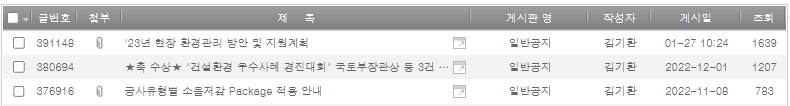 글번호 첨부 제 목 게시판 명 작성자 게시일 조회
391148 '23년 현장 환경관리 방안 및 지원계획 일반공지 김기환 01-27 10:24 1639
380694 ★축 수상★ "건설환경 우수사례 경진대회" 국토부장관상 등 3건 … 일반공지 김기환 2022-12-01 1207
376916 공사유형별 소음저감 Package 적용 안내 일반공지 김기환 2022-11-08 783